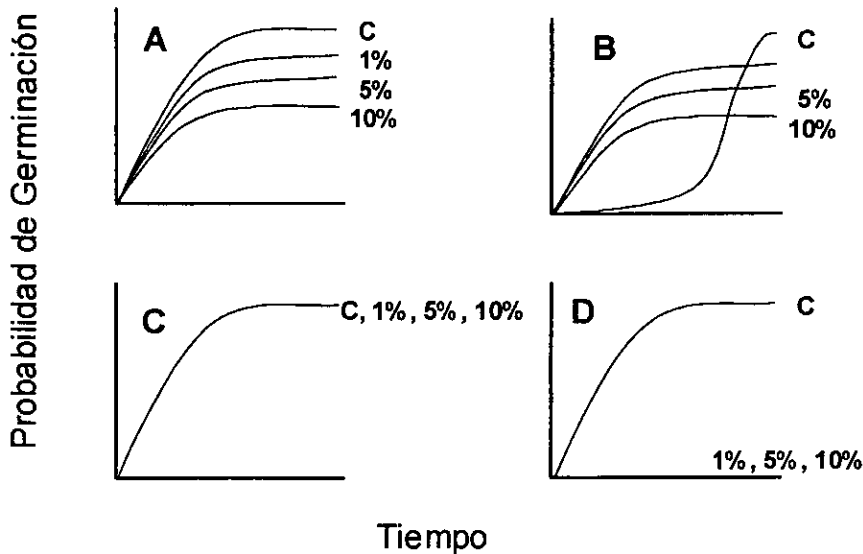 Probabilidad de Germinación
A
C
1%
5%
10%
B
C
5%
10%
C
C, 1%, 5%, 10%
D
C
1%, 5%, 10%
Tiempo